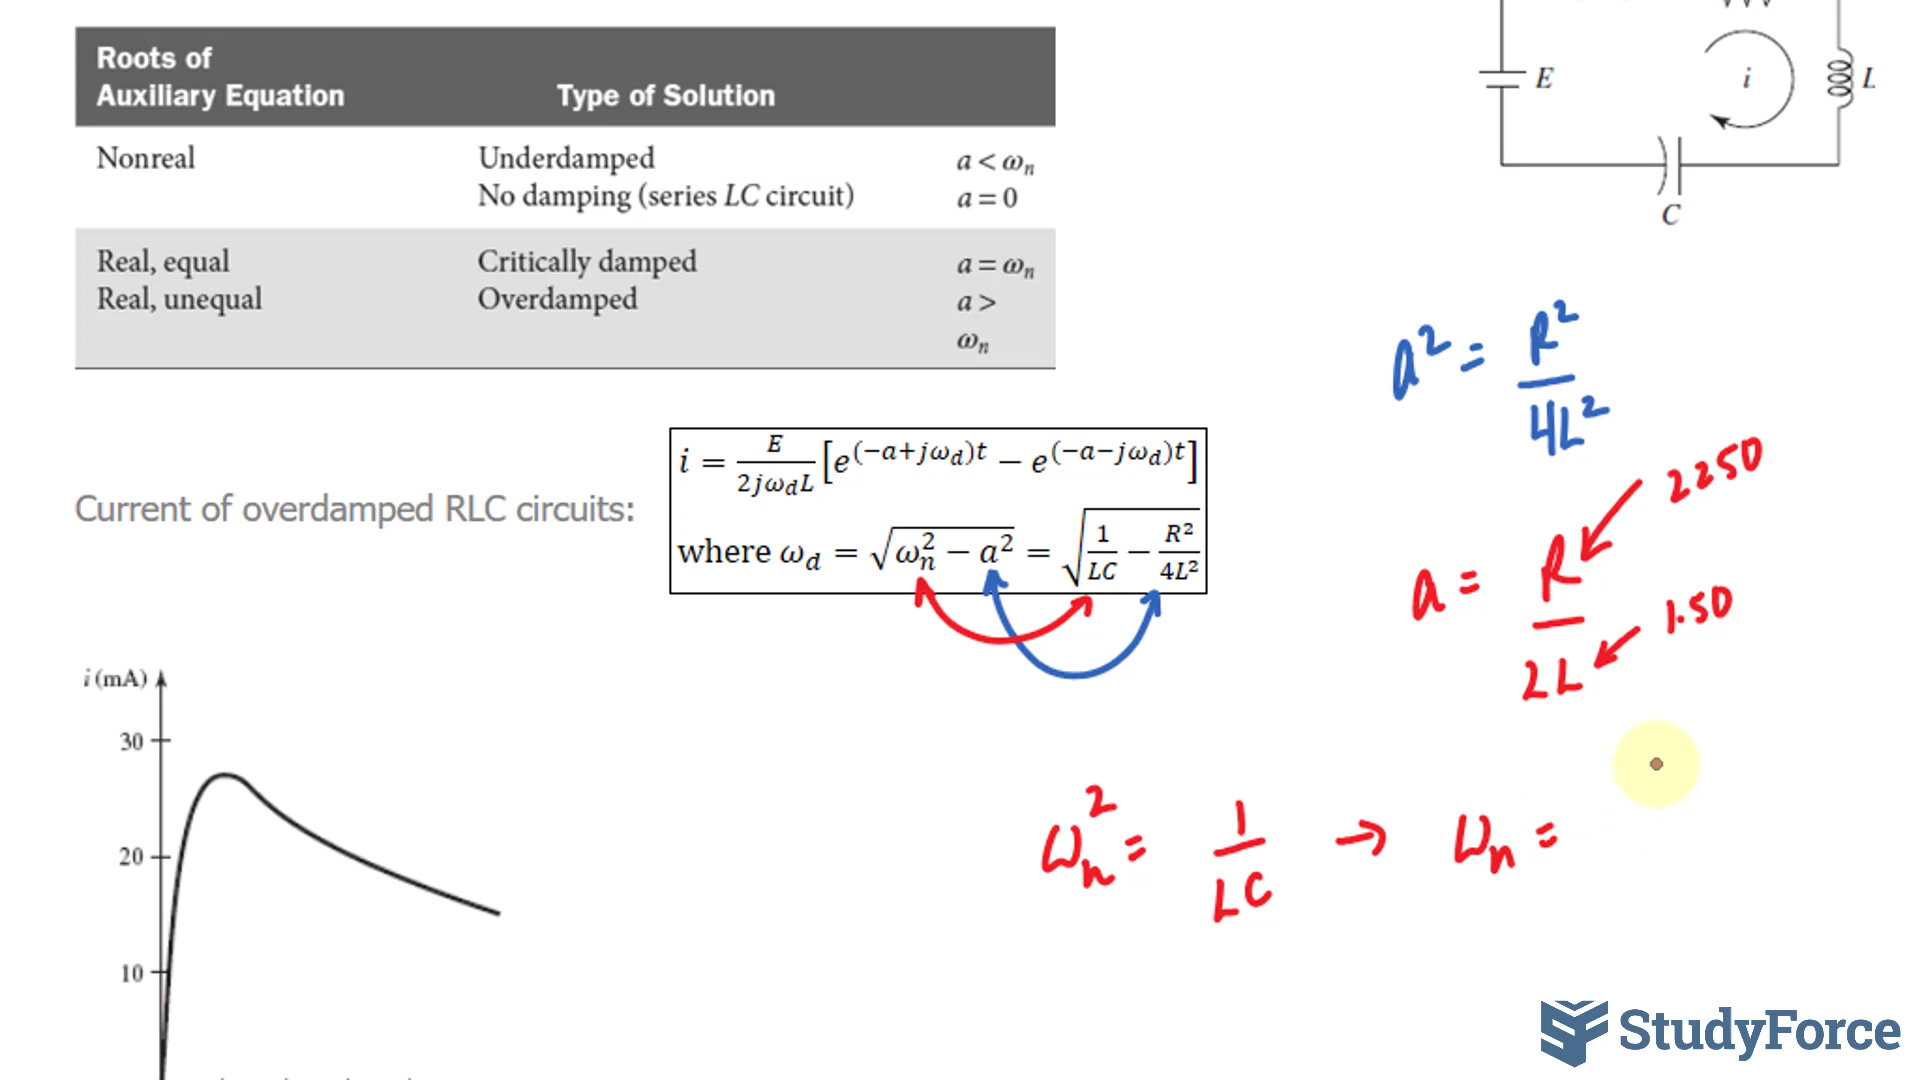 Roots of
Auxiliary Equation Type of Solution
Nonreal Underdamped a < ωn
No damping (series LC circuit) a = 0
Real, equal Critically damped a = ωn
Real, unequal Overdamped a >
ωn
E
i
L
C
a² = R²/4L²
Current of overdamped RLC circuits:
i = E/2jωdL [e^(−a+jωd)t − e^(−a−jωd)t]
where ωd = √ωn² − a² = √1/LC − R²/4L²
2250
a = R/2L
1.50
i (mA)
30
20
10
ωn² = 1/LC → ωn =
StudyForce